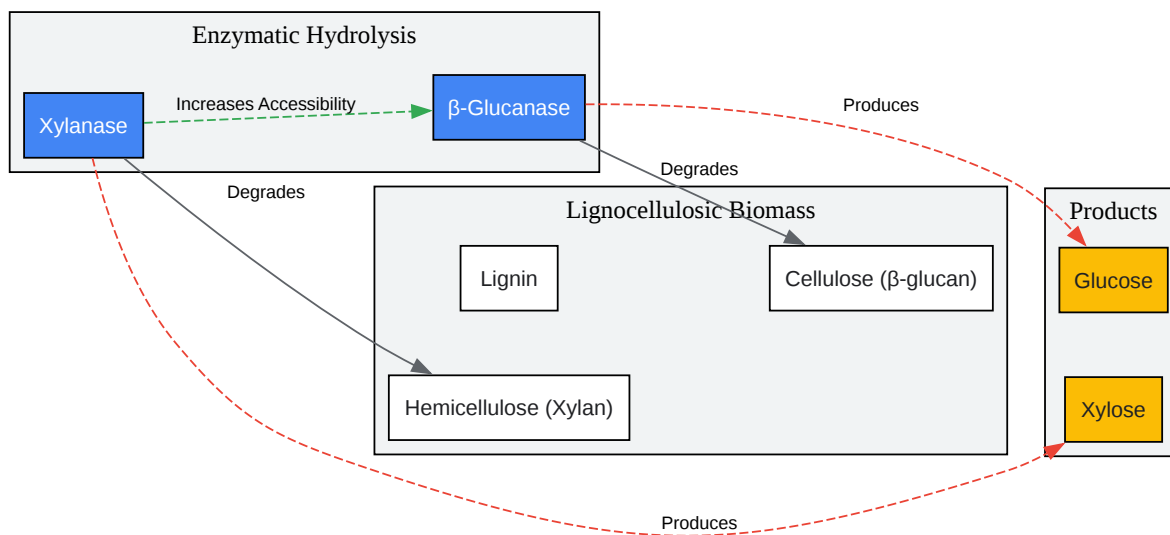 Enzymatic Hydrolysis
Xylanase
Increases Accessibility
β-Glucanase
Produces
Degrades
Degrades
Lignocellulosic Biomass
Lignin
Cellulose (β-glucan)
Hemicellulose (Xylan)
Products
Glucose
Xylose
Produces